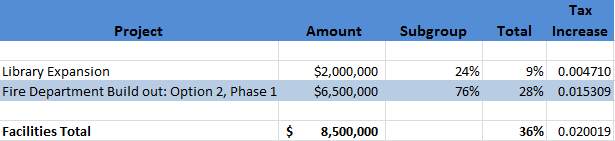 Project Amount Subgroup Total Tax Increase
Library Expansion $2,000,000 24% 9% 0.004710
Fire Department Build out: Option 2, Phase 1 $6,500,000 76% 28% 0.015309
Facilities Total $ 8,500,000 36% 0.020019